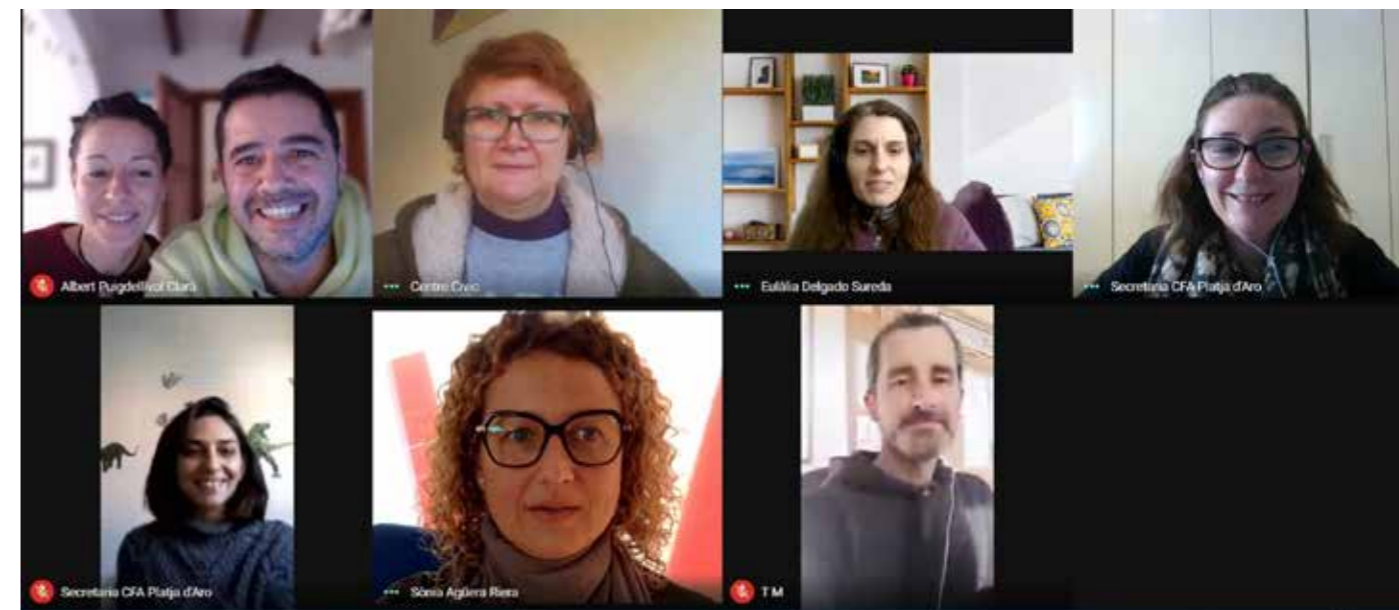 Albert Puigdellívol Clarà
Centre Cívic
Eulàlia Delgado Sureda
Secretaria CFA Platja d'Aro
Secretaria CFA Platja d'Aro
Sònia Agüera Riera
T M